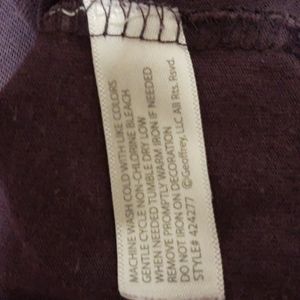 MACHINE WASH COLD WITH LIKE COLORS
GENTLE CYCLE NON-CHLORINE BLEACH
WHEN NEEDED TUMBLE DRY LOW
REMOVE PROMPTLY WARM IRON IF NEEDED
DO NOT IRON ON DECORATION
STYLE# 424277 ©Geoffrey, LLC All Rts. Rsvd.